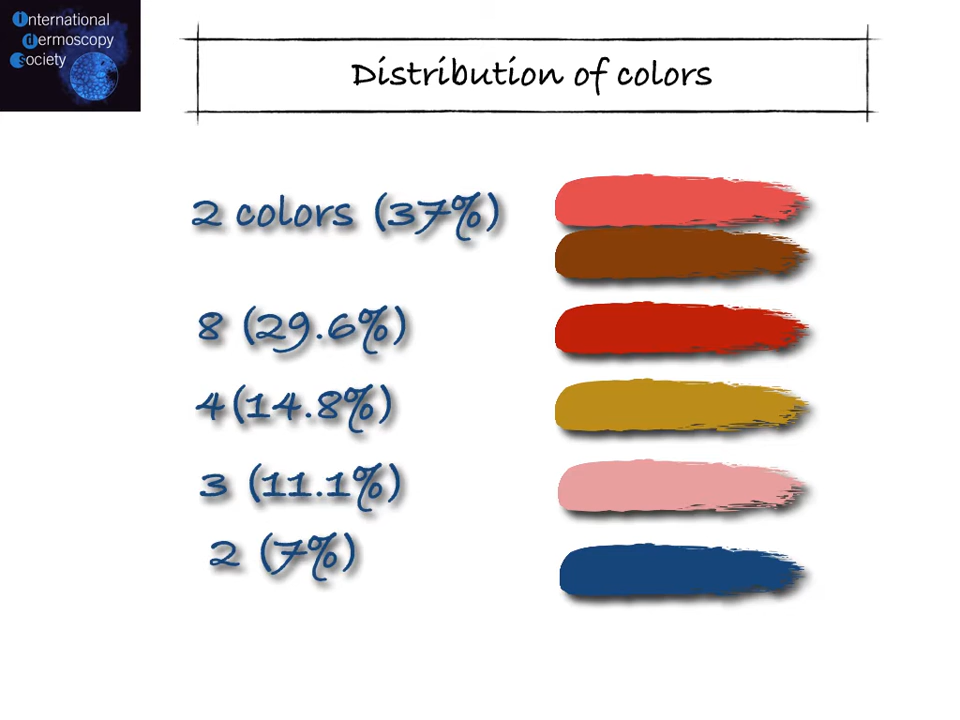 International
Dermoscopy
Society
Distribution of colors
2 colors (37%)
8 (29.6%)
4(14.8%)
3 (11.1%)
2 (7%)